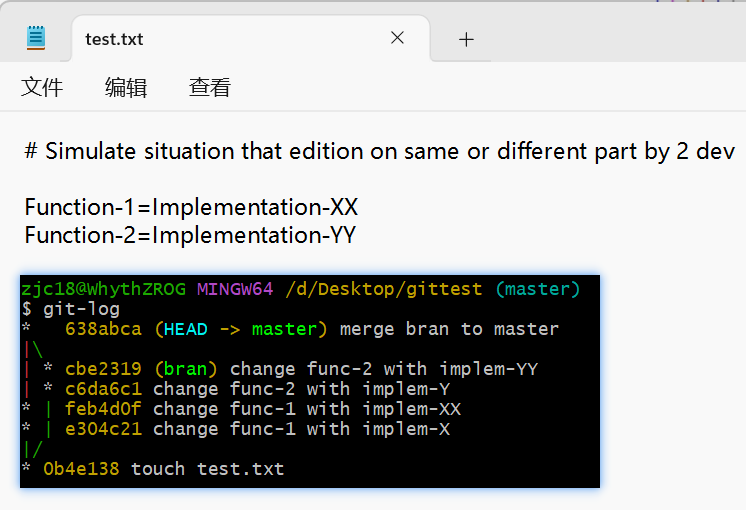 test.txt
文件 编辑 查看
# Simulate situation that edition on same or different part by 2 dev
Function-1=Implementation-XX
Function-2=Implementation-YY
zjc18@WhythZROG MINGW64 /d/Desktop/gittest (master)
$ git-log
*   638abca (HEAD -> master) merge bran to master
|\
| * cbe2319 (bran) change func-2 with implem-YY
| * c6da6c1 change func-2 with implem-Y
* | feb4d0f change func-1 with implem-XX
* | e304c21 change func-1 with implem-X
|/
* 0b4e138 touch test.txt